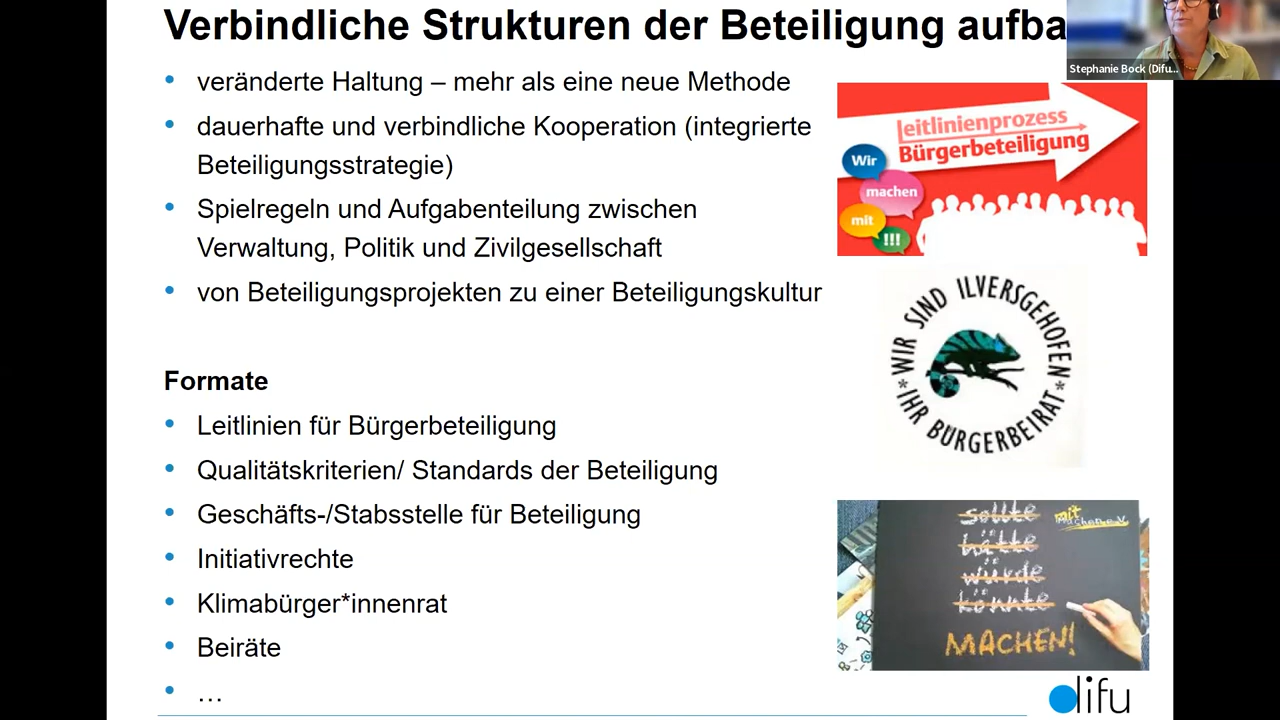 Verbindliche Strukturen der Beteiligung aufba
Stephanie Bock (Difu...
• veränderte Haltung – mehr als eine neue Methode
• dauerhafte und verbindliche Kooperation (integrierte
Beteiligungsstrategie)
• Spielregeln und Aufgabenteilung zwischen
Verwaltung, Politik und Zivilgesellschaft
• von Beteiligungsprojekten zu einer Beteiligungskultur
Formate
• Leitlinien für Bürgerbeteiligung
• Qualitätskriterien/ Standards der Beteiligung
• Geschäfts-/Stabsstelle für Beteiligung
• Initiativrechte
• Klimabürger*innenrat
• Beiräte
• …
Leitlinienprozess
Bürgerbeteiligung
Wir
machen
mit
!!!
*WIR SIND ILVERSGEHOFEN*
IHR BÜRGERBEIRAT
mit
Machen e.V.
sollte
hätte
würde
könnte
MACHEN!
difu